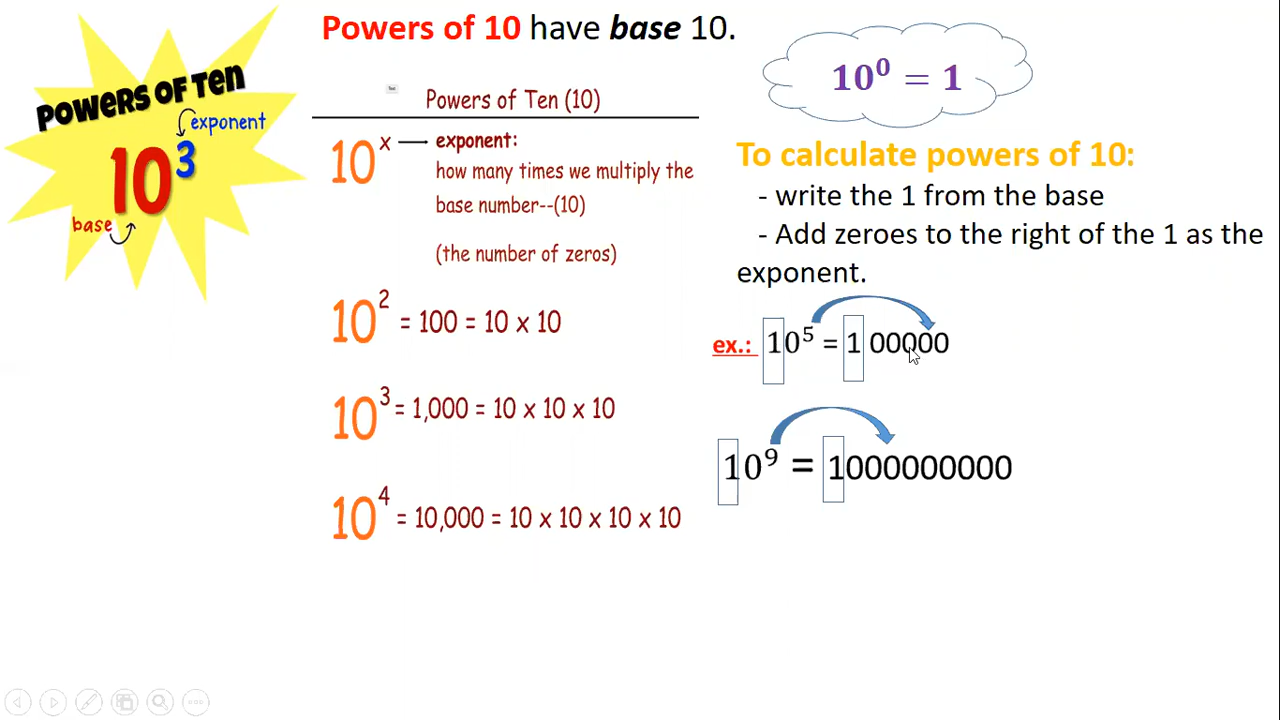 Powers of 10 have base 10.
POWERS OF TEN
exponent
10³
base
Powers of Ten (10)
10ˣ — exponent:
how many times we multiply the
base number--(10)
(the number of zeros)
10² = 100 = 10 x 10
10³ = 1,000 = 10 x 10 x 10
10⁴ = 10,000 = 10 x 10 x 10 x 10
10⁰ = 1
To calculate powers of 10:
- write the 1 from the base
- Add zeroes to the right of the 1 as the
exponent.
ex.: 10⁵ = 1 00000
10⁹ = 1000000000